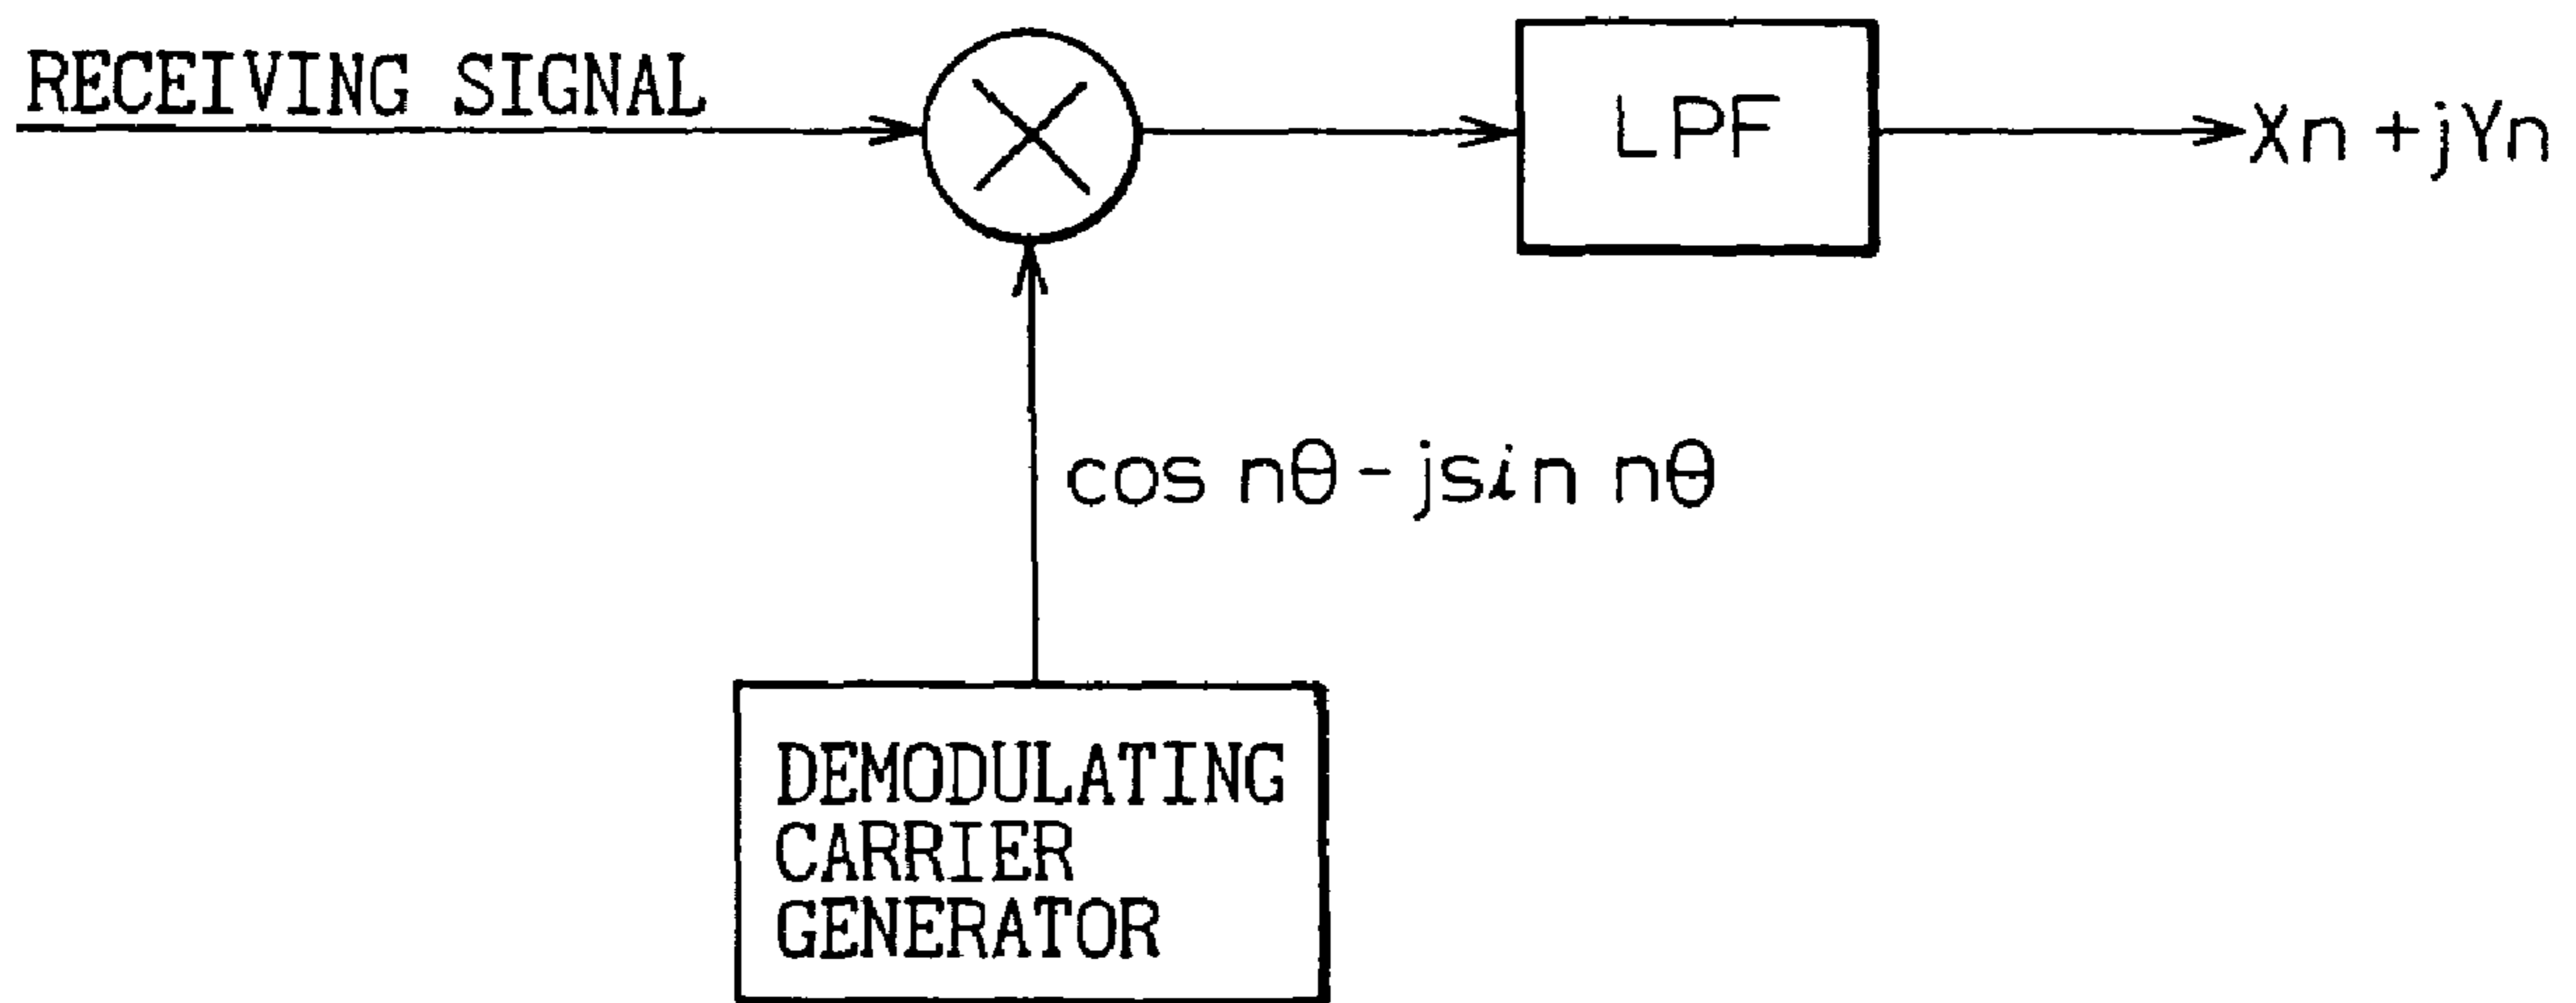 RECEIVING SIGNAL
LPF
Xn + jYn
cos nθ - jsin nθ
DEMODULATING
CARRIER
GENERATOR